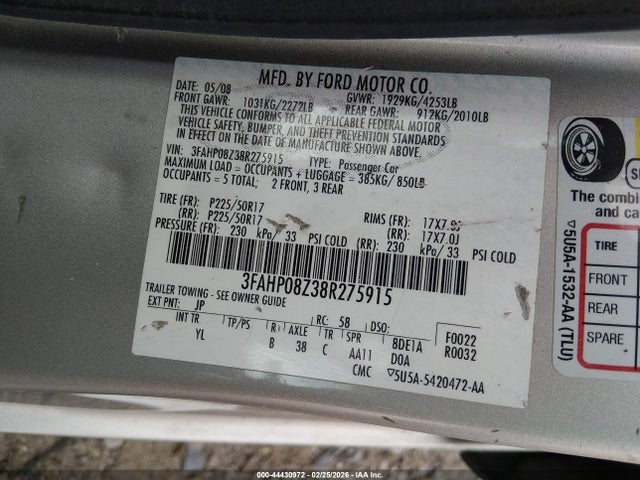 MFD. BY FORD MOTOR CO.
DATE: 05/08 GVWR: 1929KG/4253LB
FRONT GAWR: 1031KG/2272LB REAR GAWR: 912KG/2010LB
THIS VEHICLE CONFORMS TO ALL APPLICABLE FEDERAL MOTOR
VEHICLE SAFETY, BUMPER, AND THEFT PREVENTION STANDARDS
IN EFFECT ON THE DATE OF MANUFACTURE SHOWN ABOVE.
VIN: 3FAHP08Z38R275915 TYPE: Passenger Car
MAXIMUM LOAD = OCCUPANTS + LUGGAGE = 385KG/ 850LB
OCCUPANTS = 5 TOTAL; 2 FRONT, 3 REAR
TIRE (FR): P225/50R17 RIMS (FR): 17X7.0J
(RR): P225/50R17 (RR): 17X7.0J
PRESSURE (FR): 230 kPa/ 33 PSI COLD (RR): 230 kPa/ 33 PSI COLD
3FAHP08Z38R275915
TRAILER TOWING - SEE OWNER GUIDE
EXT PNT: JP RC: 58 DSO: F0022
INT TR TP/PS R AXLE TR SPR 8DE1A R0032
YL B 38 C AA11 DOA
CMC 5U5A-5420472-AA
The combi
and ca
TIRE
FRONT
REAR
SPARE
5U5A-1532-AA (TLU)
000-44430972 - 02/25/2026 - Copyright IAA, LLC